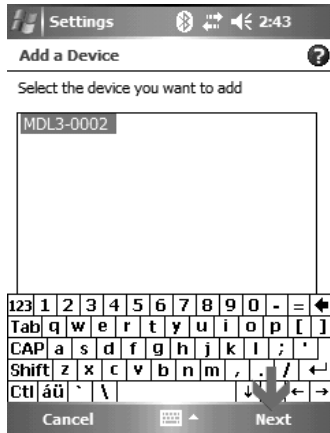 Settings 2:43
Add a Device ?
Select the device you want to add
MDL3-0002
123 1 2 3 4 5 6 7 8 9 0 - = ←
Tab q w e r t y u i o p [ ]
CAP a s d f g h j k l ; '
Shift z x c v b n m , . / ↵
Ctl áü ` \ ↓ ← →
Cancel Next